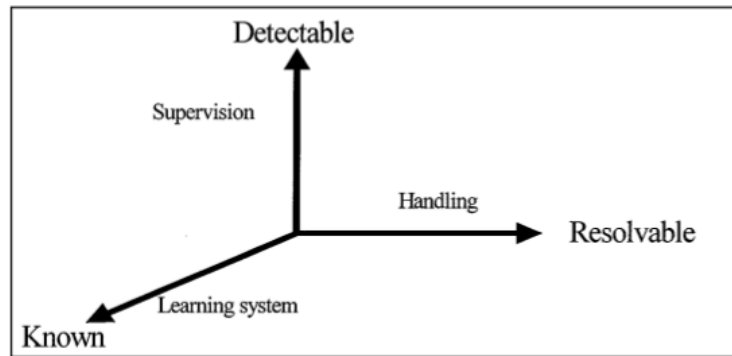 Detectable
Supervision
Handling
Resolvable
Learning system
Known